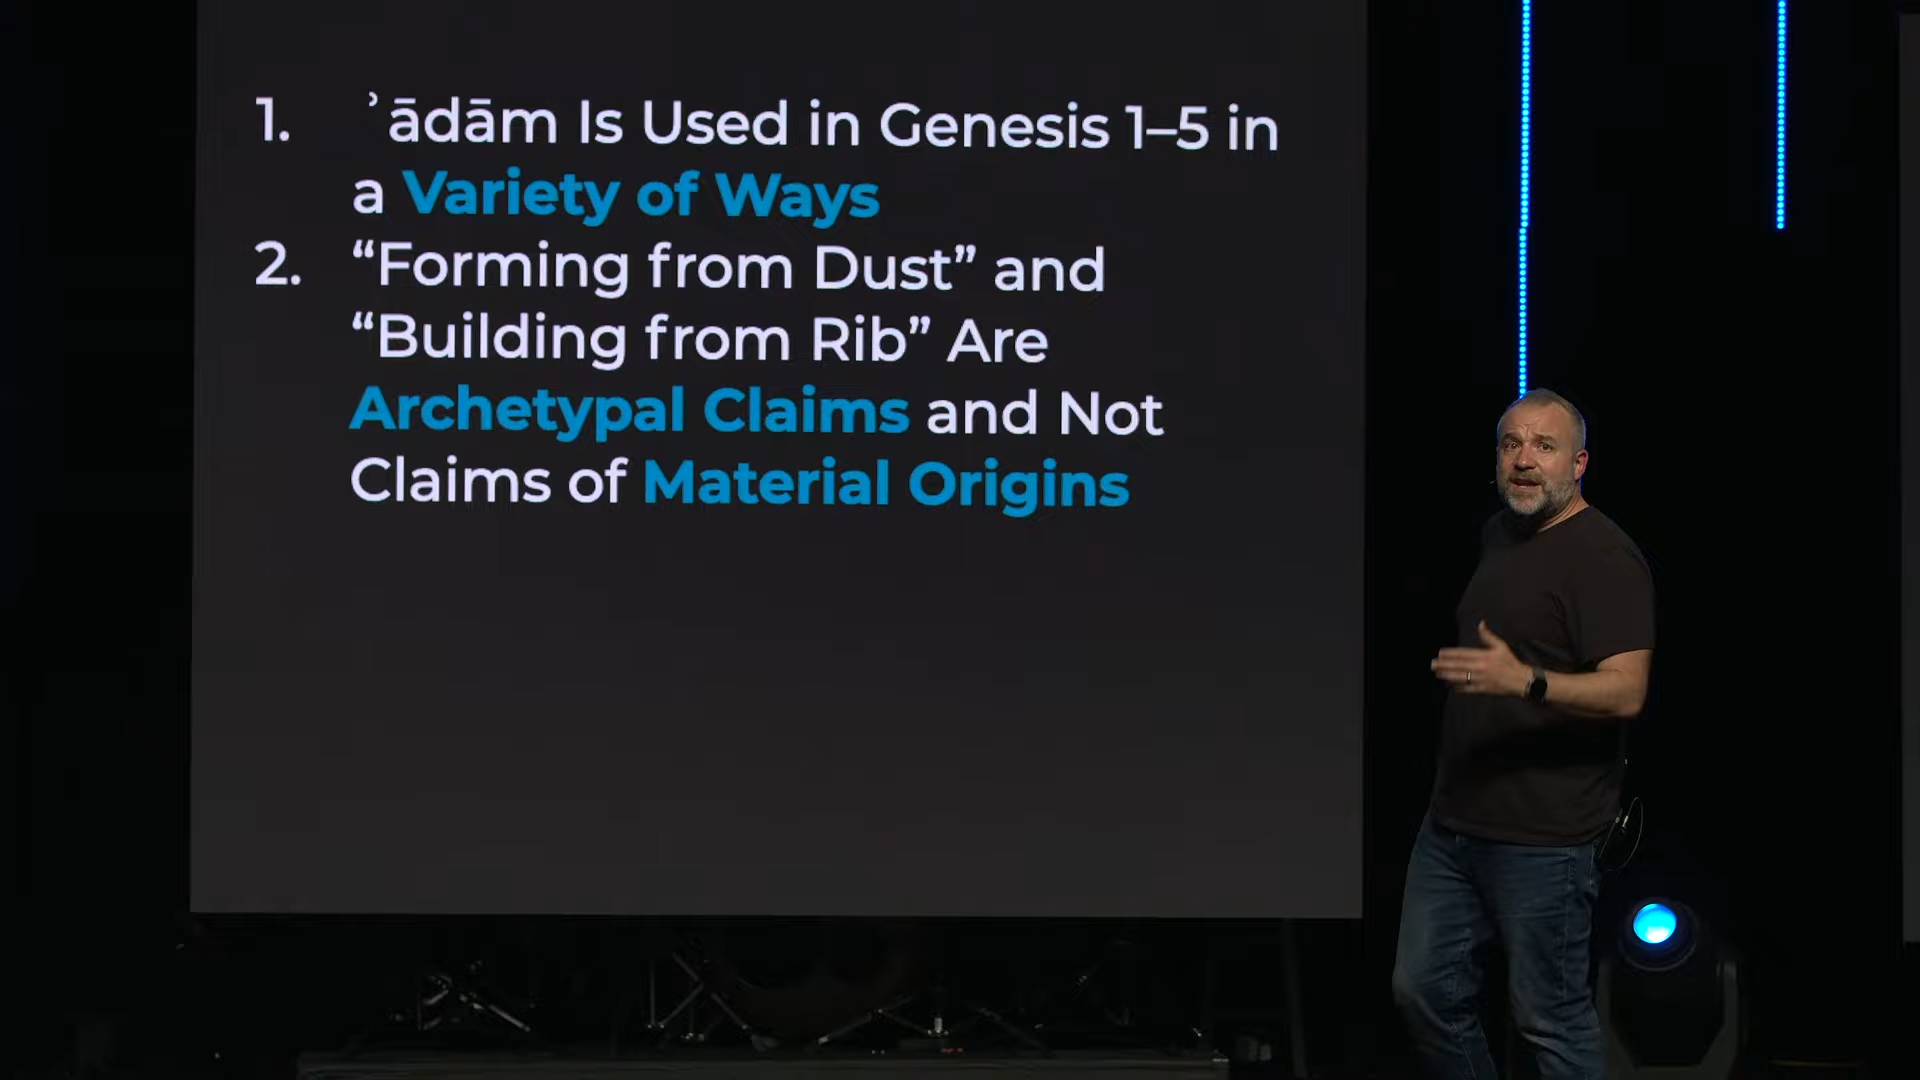 1. ʾādām Is Used in Genesis 1–5 in
a Variety of Ways
2. “Forming from Dust” and
“Building from Rib” Are
Archetypal Claims and Not
Claims of Material Origins